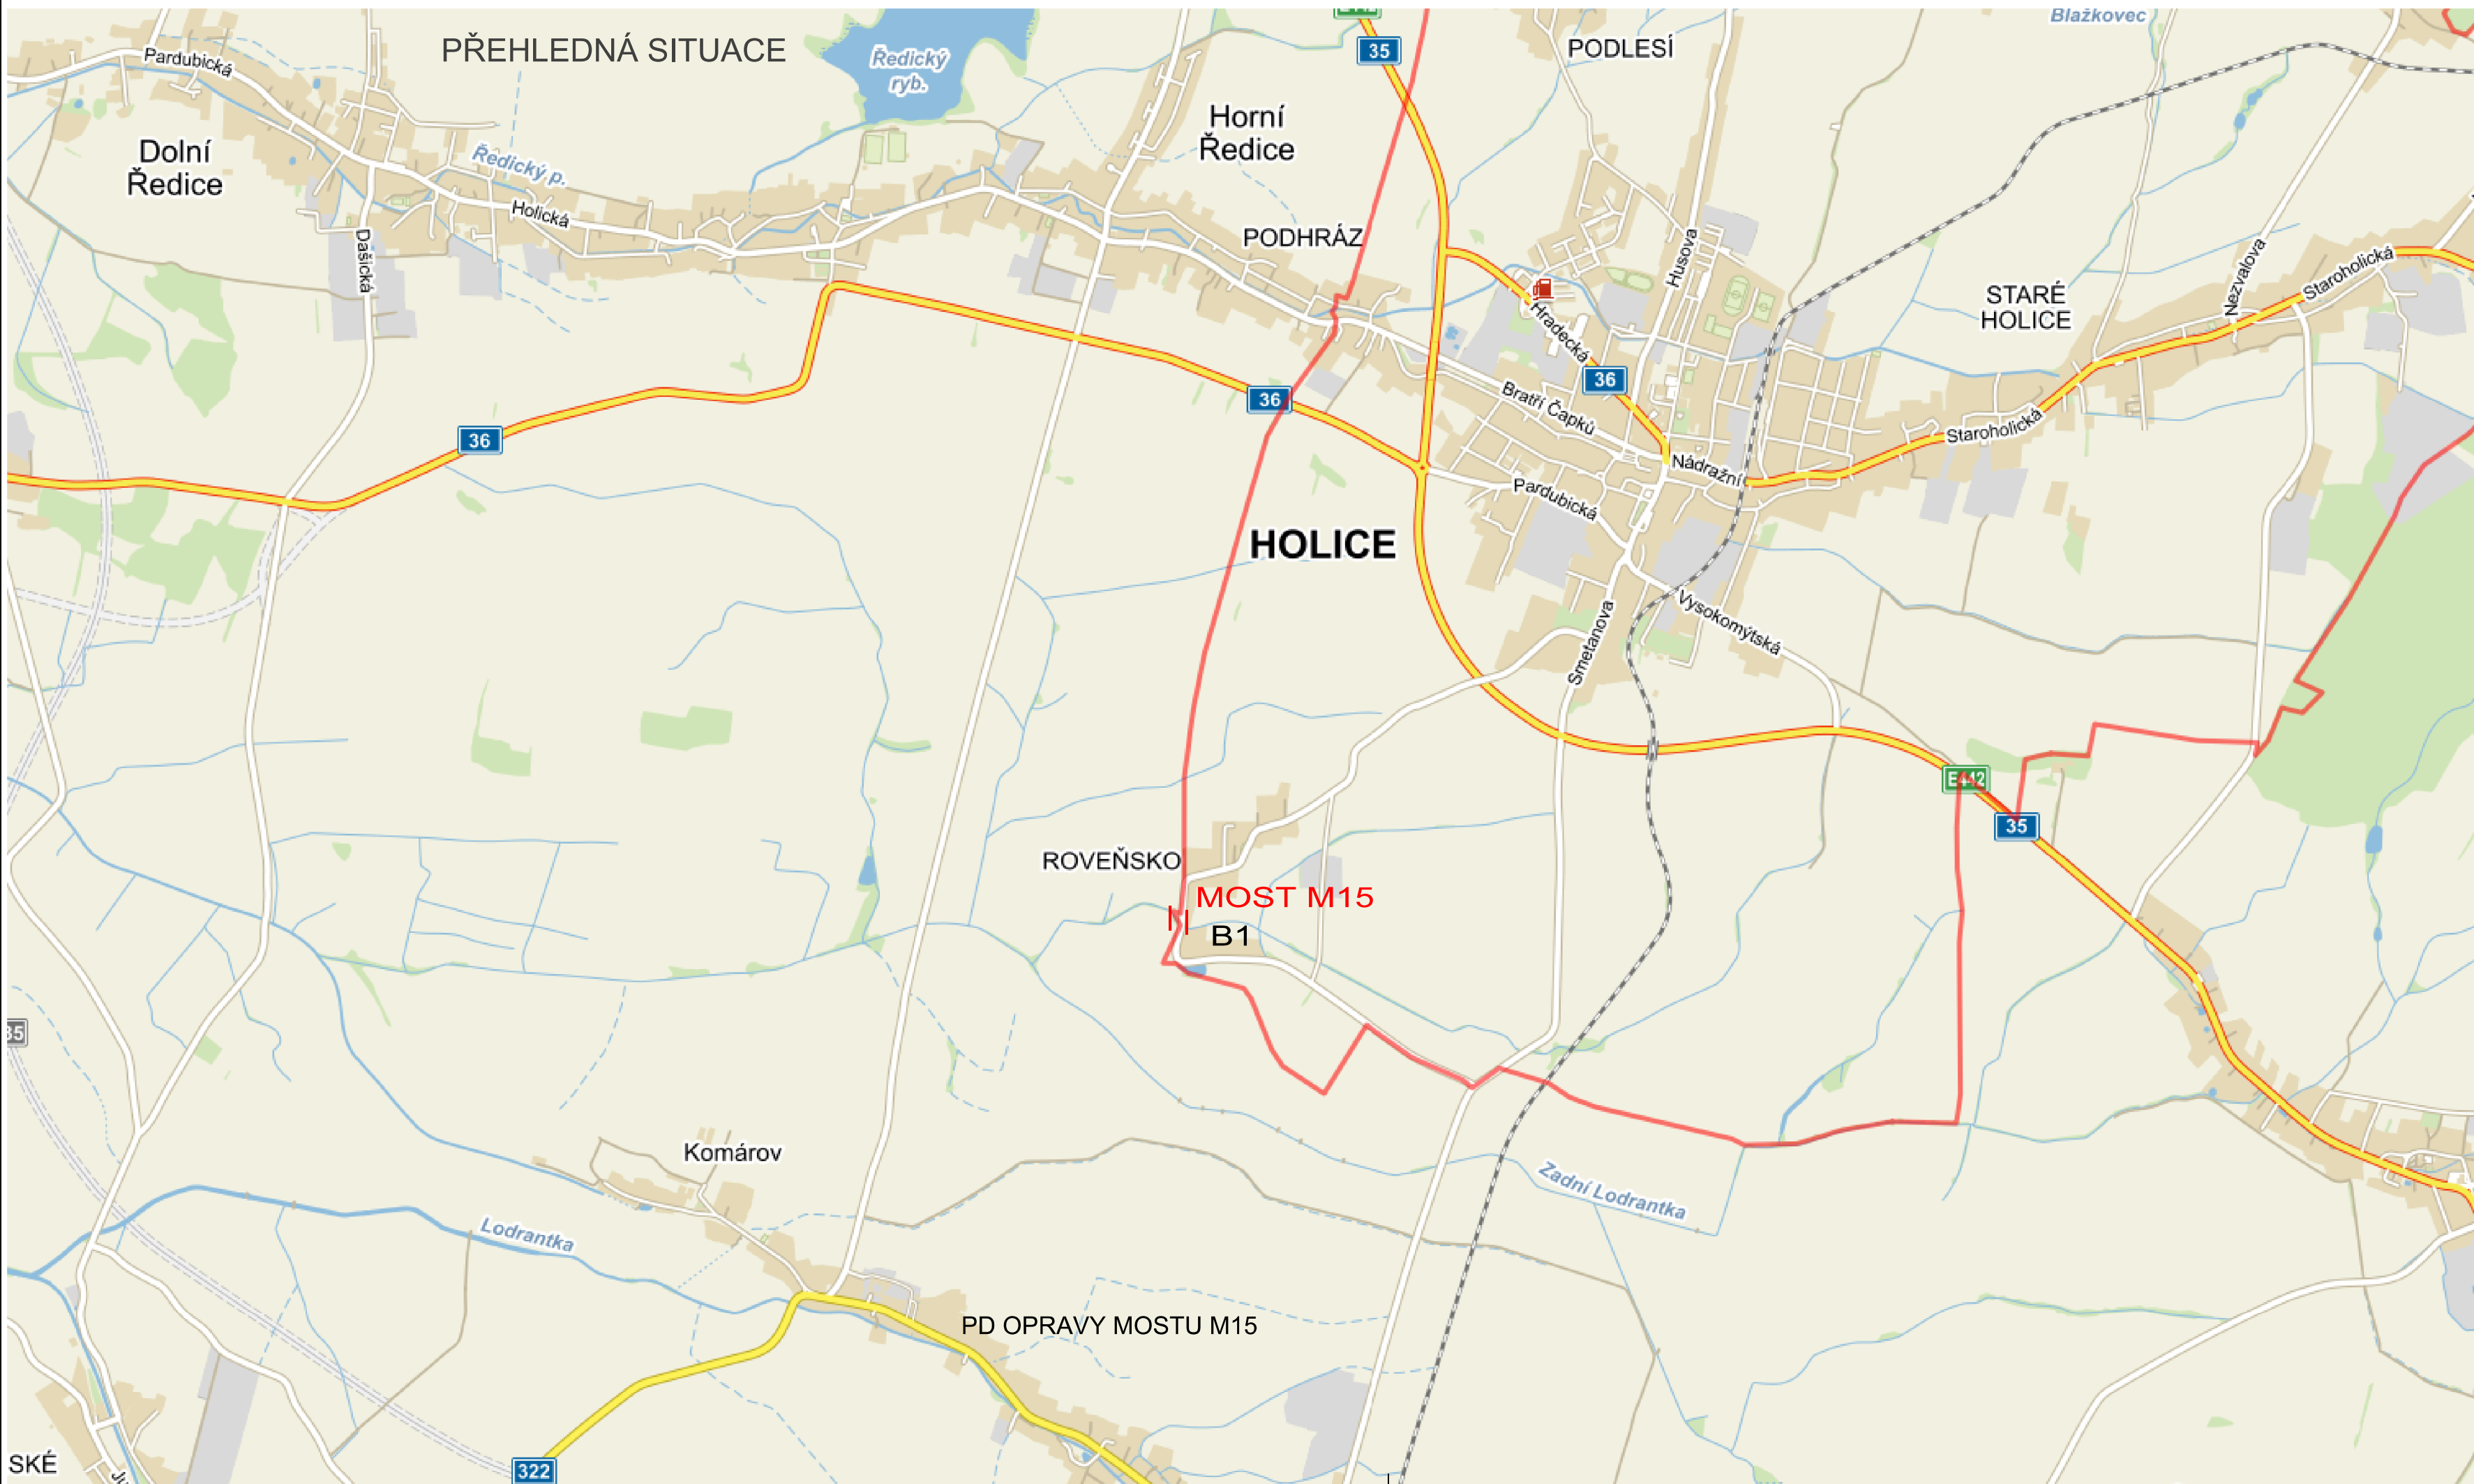 Blažkovec
PŘEHLEDNÁ SITUACE
35
PODLESÍ
Pardubická
Ředický
ryb.
Horní
Ředice
Dolní
Ředice
Ředický p.
Holická
Dašická
PODHRÁZ
Husova
Nezvalova
Staroholická
STARÉ
HOLICE
Hradecká
36
Bratří Čapků
36
Staroholická
36
Nádražní
Pardubická
HOLICE
Smetanova
Vysokomýtská
E442
35
ROVEŇSKO
MOST M15
B1
35
Komárov
Zadní Lodrantka
Lodrantka
PD OPRAVY MOSTU M15
SKÉ
322